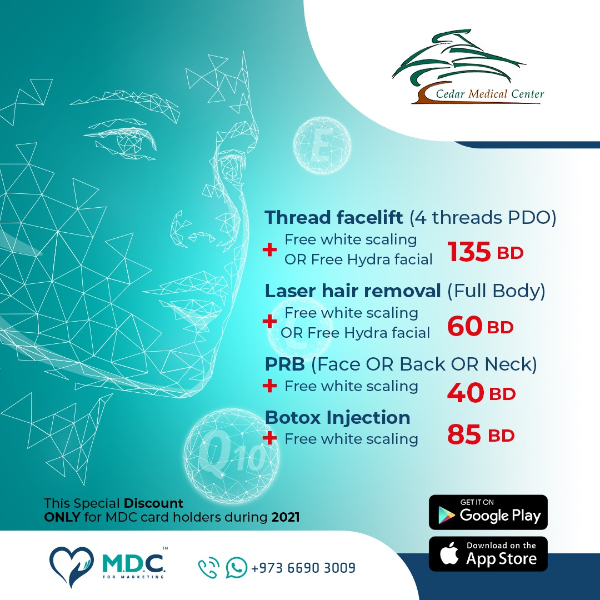 Cedar Medical Center
E
Thread facelift (4 threads PDO)
+ Free white scaling
OR Free Hydra facial
135 BD
Laser hair removal (Full Body)
+ Free white scaling
OR Free Hydra facial
60 BD
PRB (Face OR Back OR Neck)
+ Free white scaling
40 BD
Botox Injection
+ Free white scaling
85 BD
Q10
This Special Discount
ONLY for MDC card holders during 2021
GET IT ON
Google Play
Download on the
App Store
M.D.C.™
FOR MARKETING
+973 6690 3009